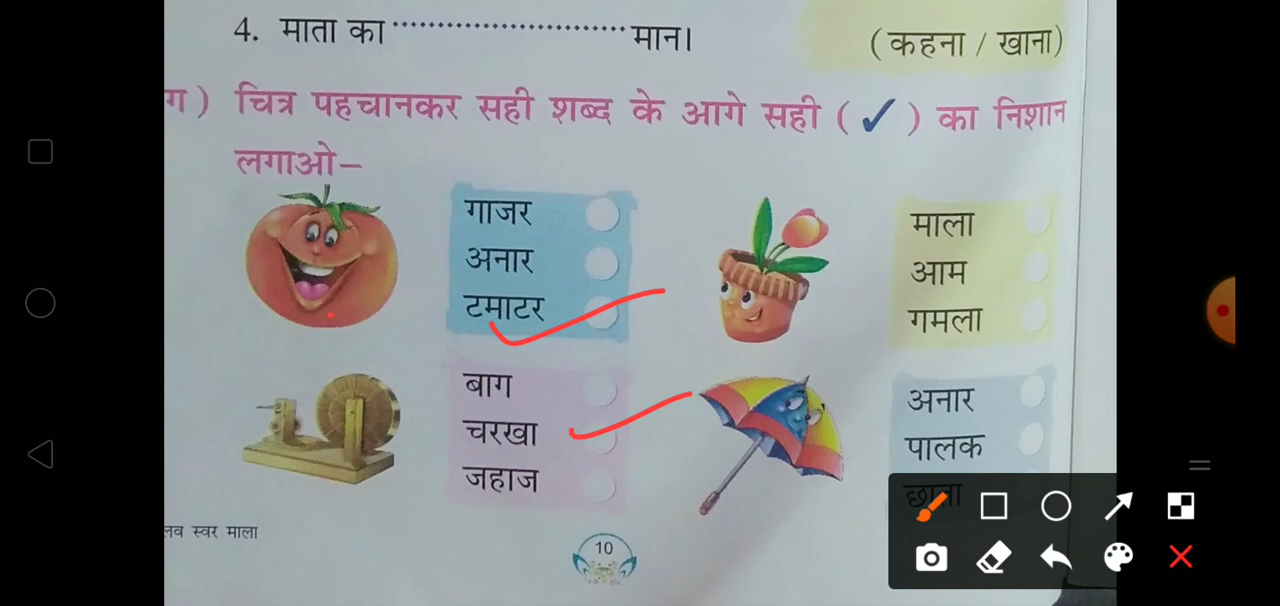 4. माता का ........................ मान। (कहना / खाना)
ग) चित्र पहचानकर सही शब्द के आगे सही (✓) का निशान
लगाओ–
गाजर
अनार
टमाटर
माला
आम
गमला
बाग
चरखा
जहाज
अनार
पालक
छाता
लव स्वर माला
10